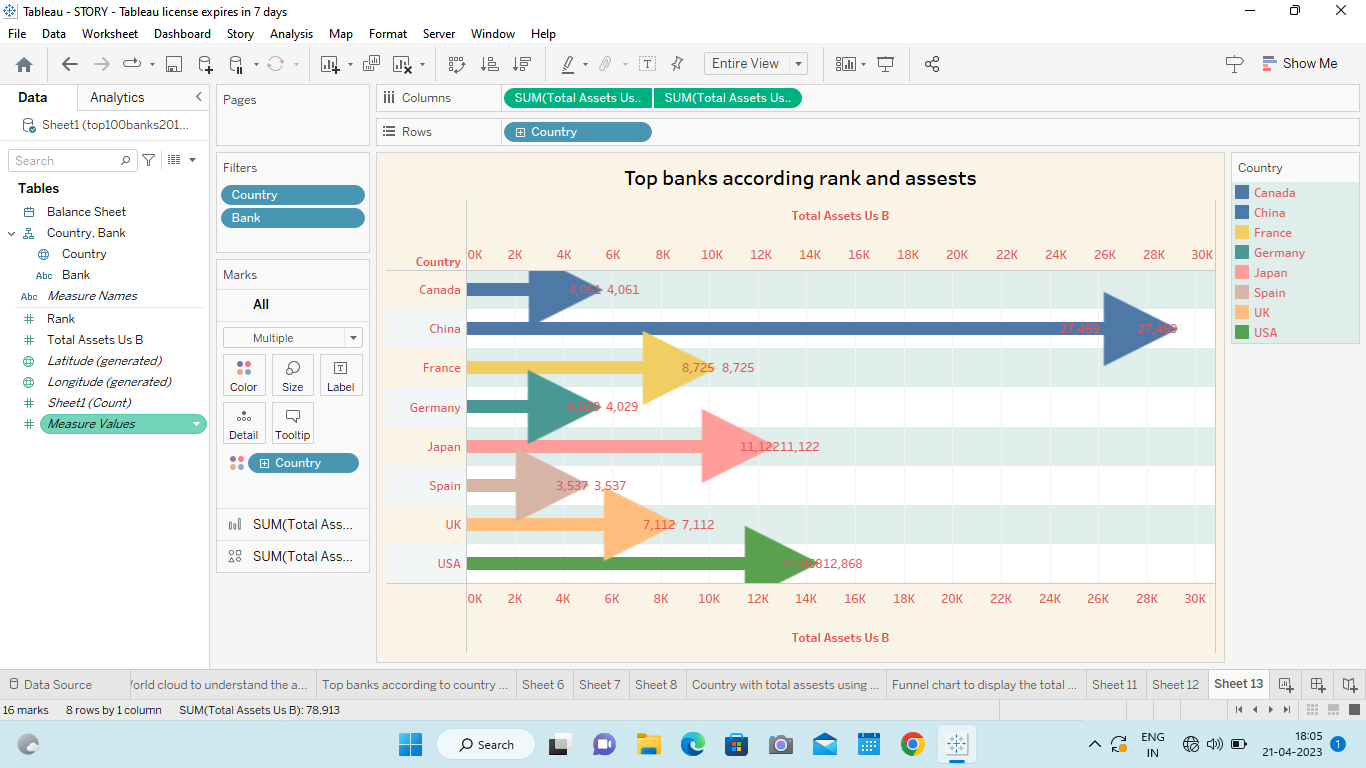 Tableau - STORY - Tableau license expires in 7 days
File Data Worksheet Dashboard Story Analysis Map Format Server Window Help
Entire View
Show Me
Data Analytics
Sheet1 (top100banks201...
Search
Tables
Balance Sheet
Country, Bank
Country
Abc Bank
Abc Measure Names
Rank
Total Assets Us B
Latitude (generated)
Longitude (generated)
Sheet1 (Count)
Measure Values
Pages
Filters
Country
Bank
Marks
All
Multiple
Color Size Label
Detail Tooltip
Country
SUM(Total Ass...
SUM(Total Ass...
Columns SUM(Total Assets Us.. SUM(Total Assets Us..
Rows Country
Top banks according rank and assests
Total Assets Us B
Country 0K 2K 4K 6K 8K 10K 12K 14K 16K 18K 20K 22K 24K 26K 28K 30K
Canada 4,061 4,061
China 27,459 27,459
France 8,725 8,725
Germany 4,029 4,029
Japan 11,122 11,122
Spain 3,537 3,537
UK 7,112 7,112
USA 12,868
0K 2K 4K 6K 8K 10K 12K 14K 16K 18K 20K 22K 24K 26K 28K 30K
Total Assets Us B
Country
Canada
China
France
Germany
Japan
Spain
UK
USA
Data Source orld cloud to understand the a... Top banks according to country ... Sheet 6 Sheet 7 Sheet 8 Country with total assests using ... Funnel chart to display the total ... Sheet 11 Sheet 12 Sheet 13
16 marks 8 rows by 1 column SUM(Total Assets Us B): 78,913
Search
ENG
IN
18:05
21-04-2023
1